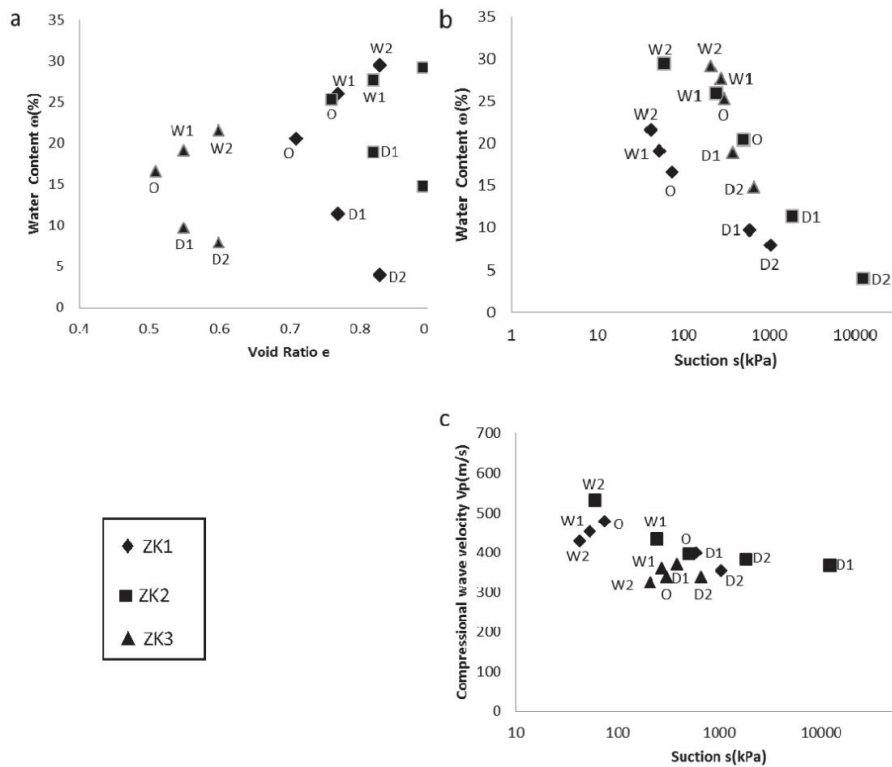 a
35
30
25
20
15
10
5
0
0.4
0.5
0.6
0.7
0.8
0
Water Content ω(%)
Void Ratio e
W2
W1
W1
O
O
D1
D1
D2
W1
W2
O
D1
D2
b
35
30
25
20
15
10
5
0
1
10
100
1000
10000
Water Content ω(%)
Suction s(kPa)
W2
W2
W1
W1
O
W2
W1
O
O
D1
D2
D1
D2
D1
D2
c
700
600
500
400
300
200
100
0
10
100
1000
10000
Compressional wave velocity Vp(m/s)
Suction s(kPa)
W2
W1
O
W2
W1
O
D1
D2
D1
W1
D1
D2
W2
O
D2
ZK1
ZK2
ZK3